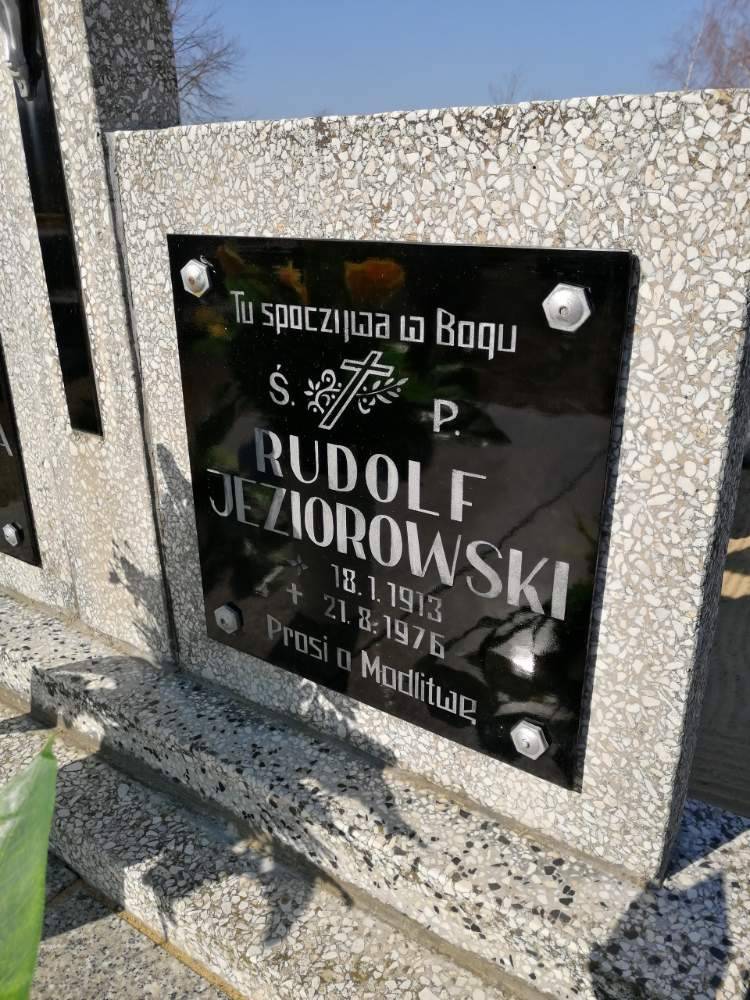 Tu spoczywa w Bogu
Ś. P.
RUDOLF
JEZIOROWSKI
18.1.1913
+ 21.8.1976
Prosi o Modlitwę
A